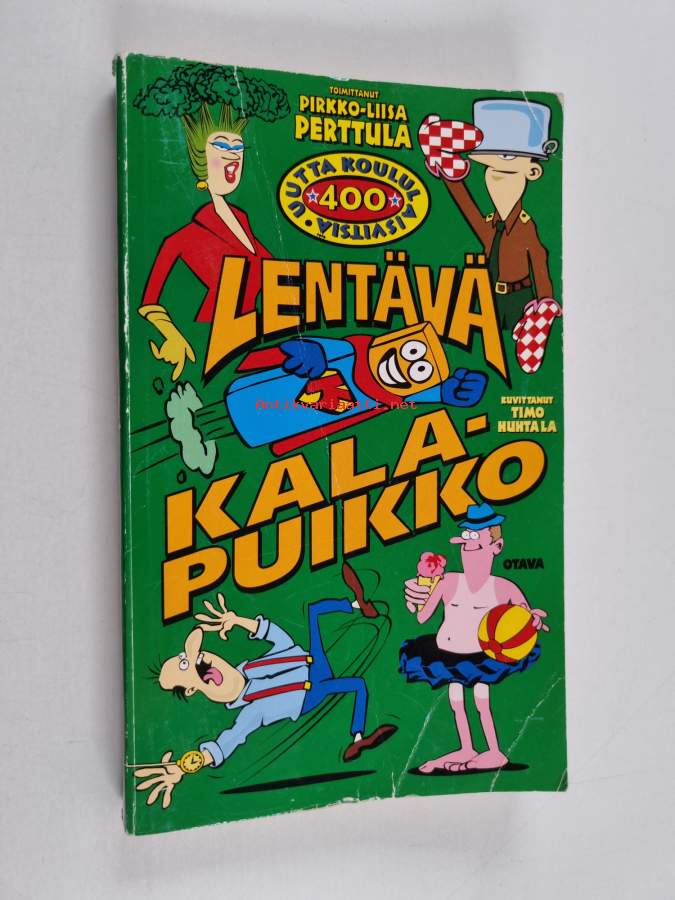 TOIMITTANUT
PIRKKO-LIISA
PERTTULA
UUTTA KOULULAISVITSIÄ
400
LENTÄVÄ
KALA-
PUIKKO
Antikvariaatti.net
KUVITTANUT
TIMO
HUHTALA
OTAVA